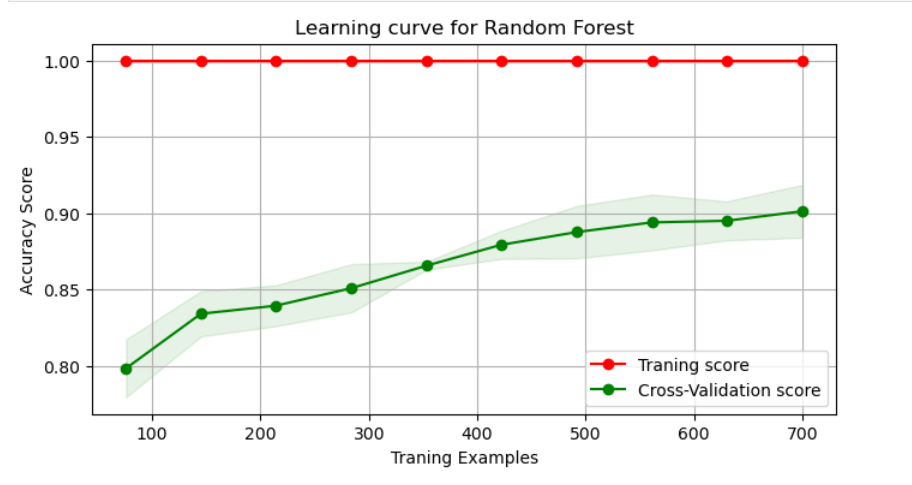 Learning curve for Random Forest
1.00
0.95
0.90
0.85
0.80
Accuracy Score
Traning score
Cross-Validation score
100 200 300 400 500 600 700
Traning Examples